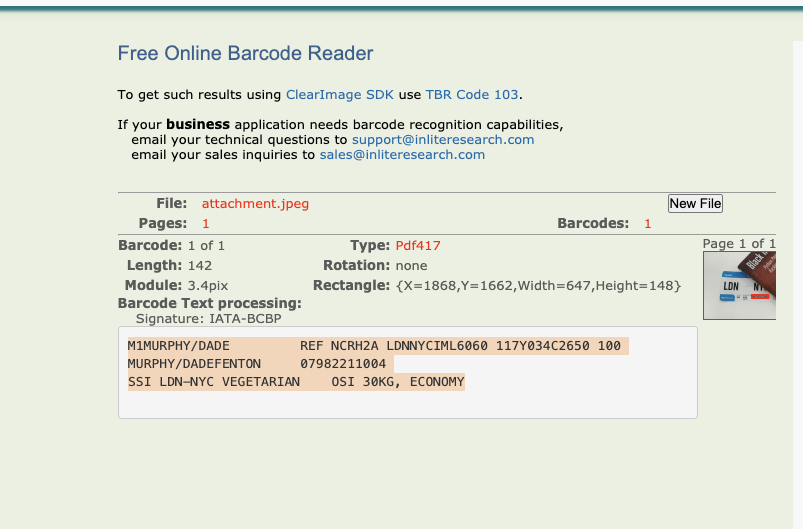 Free Online Barcode Reader
To get such results using ClearImage SDK use TBR Code 103.
If your business application needs barcode recognition capabilities,
email your technical questions to support@inliteresearch.com
email your sales inquiries to sales@inliteresearch.com
File: attachment.jpeg New File
Pages: 1 Barcodes: 1
Barcode: 1 of 1 Type: Pdf417 Page 1 of 1
Length: 142 Rotation: none
Module: 3.4pix Rectangle: {X=1868,Y=1662,Width=647,Height=148}
Barcode Text processing:
Signature: IATA-BCBP
M1MURPHY/DADE REF NCRH2A LDNNYCIML6060 117Y034C2650 100
MURPHY/DADEFENTON 07982211004
SSI LDN–NYC VEGETARIAN OSI 30KG, ECONOMY
Black
LDN NY